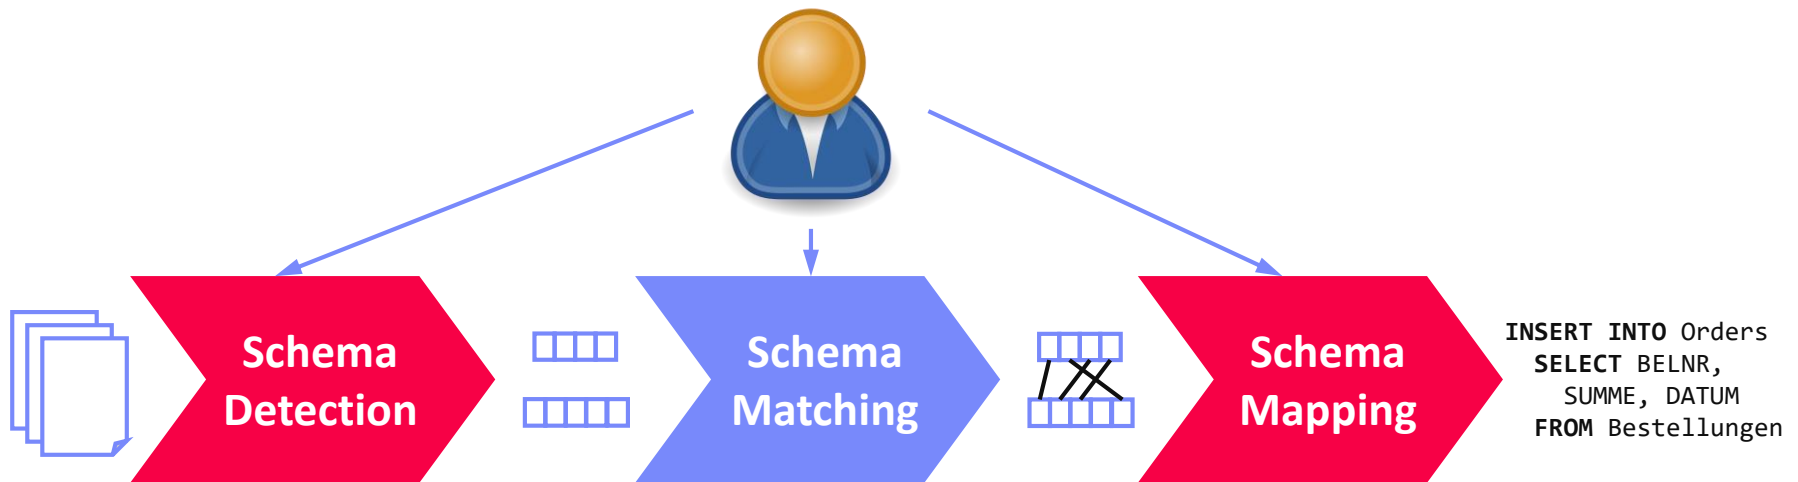 Schema
Detection
Schema
Matching
Schema
Mapping
INSERT INTO Orders
SELECT BELNR,
SUMME, DATUM
FROM Bestellungen